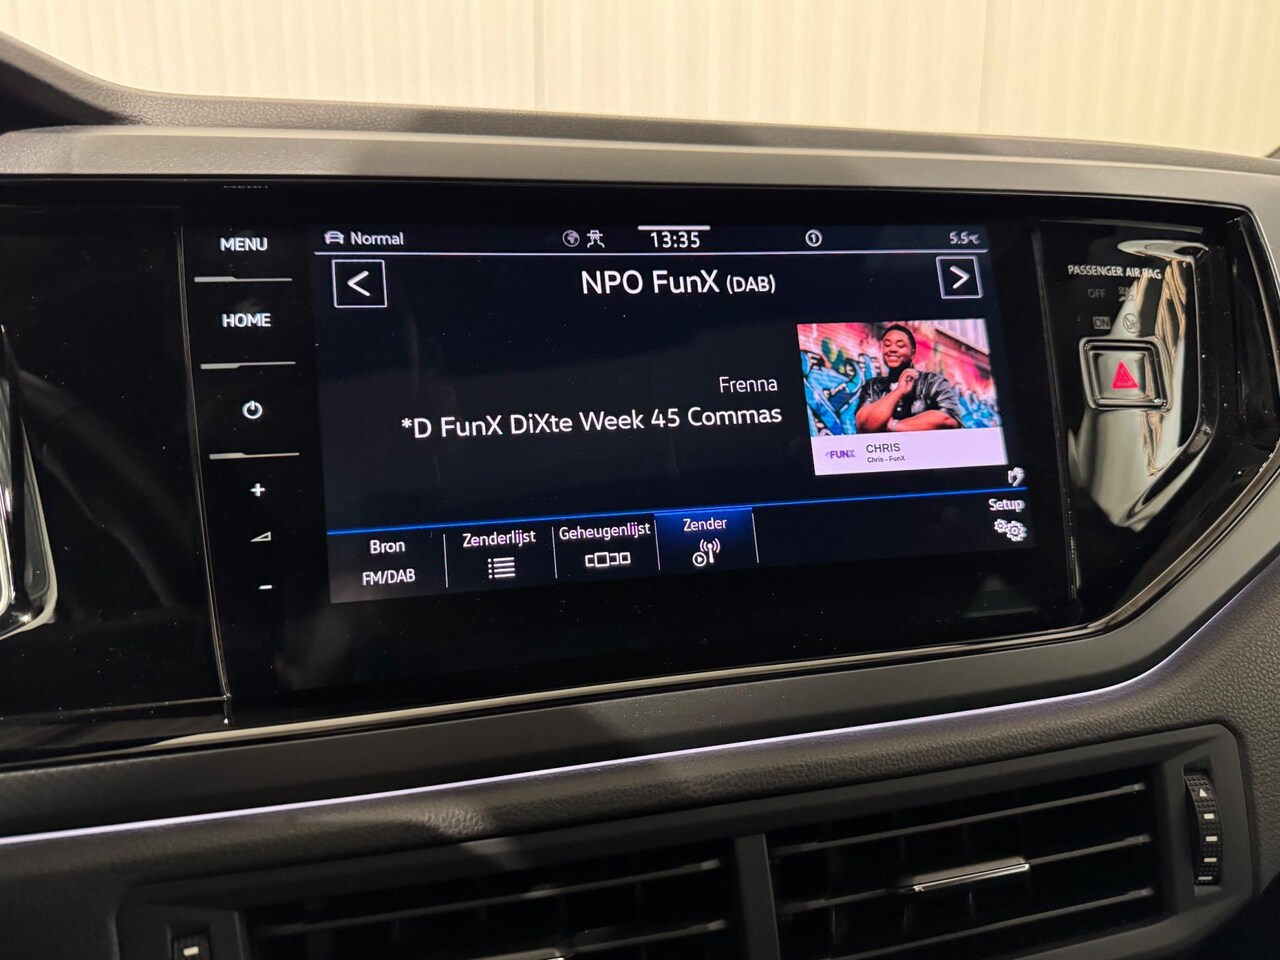 MENU
HOME
Normal
13:35
1
5.5°C
NPO FunX (DAB)
Frenna
*D FunX DiXte Week 45 Commas
FUNX
CHRIS
Chris - FunX
Bron
FM/DAB
Zenderlijst
Geheugenlijst
Zender
Setup
PASSENGER AIR BAG
OFF
ON